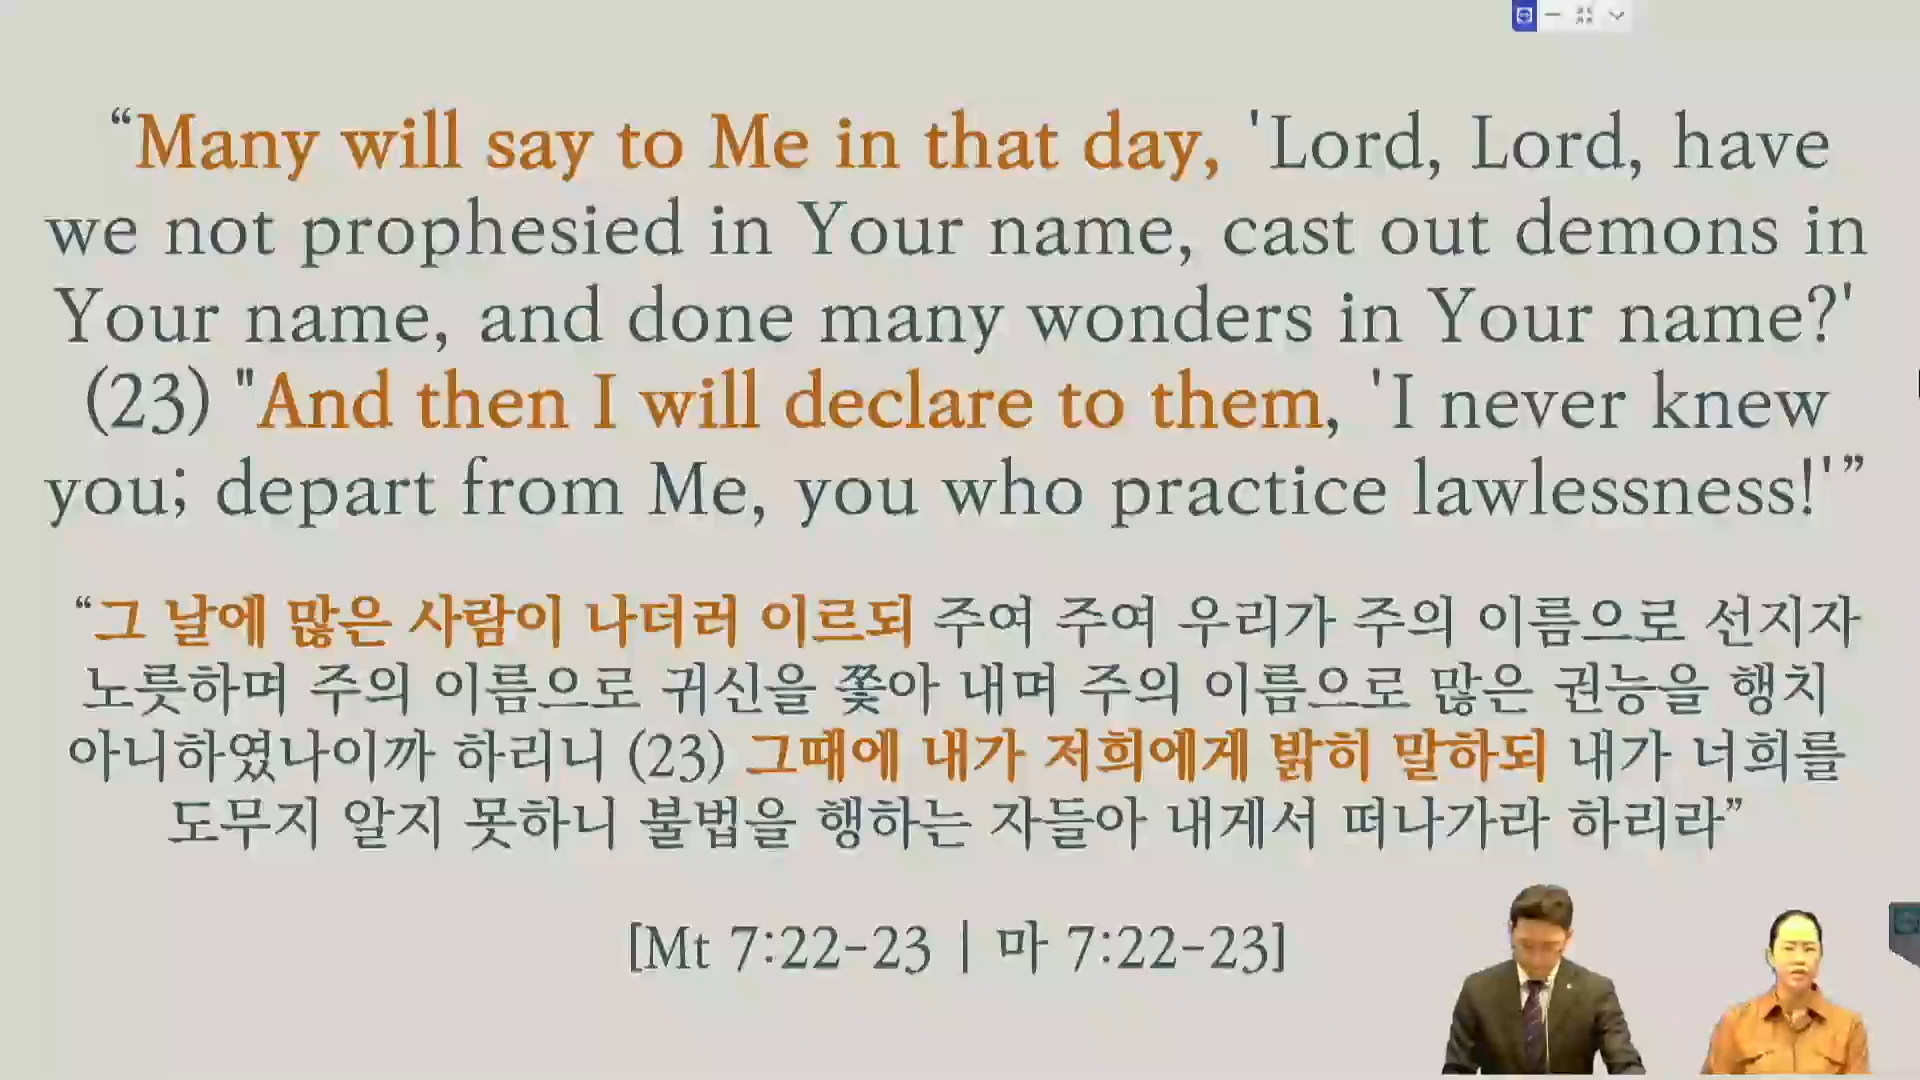 “Many will say to Me in that day, 'Lord, Lord, have
we not prophesied in Your name, cast out demons in
Your name, and done many wonders in Your name?'
(23) "And then I will declare to them, 'I never knew
you; depart from Me, you who practice lawlessness!'”
“그 날에 많은 사람이 나더러 이르되 주여 주여 우리가 주의 이름으로 선지자
노릇하며 주의 이름으로 귀신을 쫓아 내며 주의 이름으로 많은 권능을 행치
아니하였나이까 하리니 (23) 그때에 내가 저희에게 밝히 말하되 내가 너희를
도무지 알지 못하니 불법을 행하는 자들아 내게서 떠나가라 하리라”
[Mt 7:22-23 | 마 7:22-23]